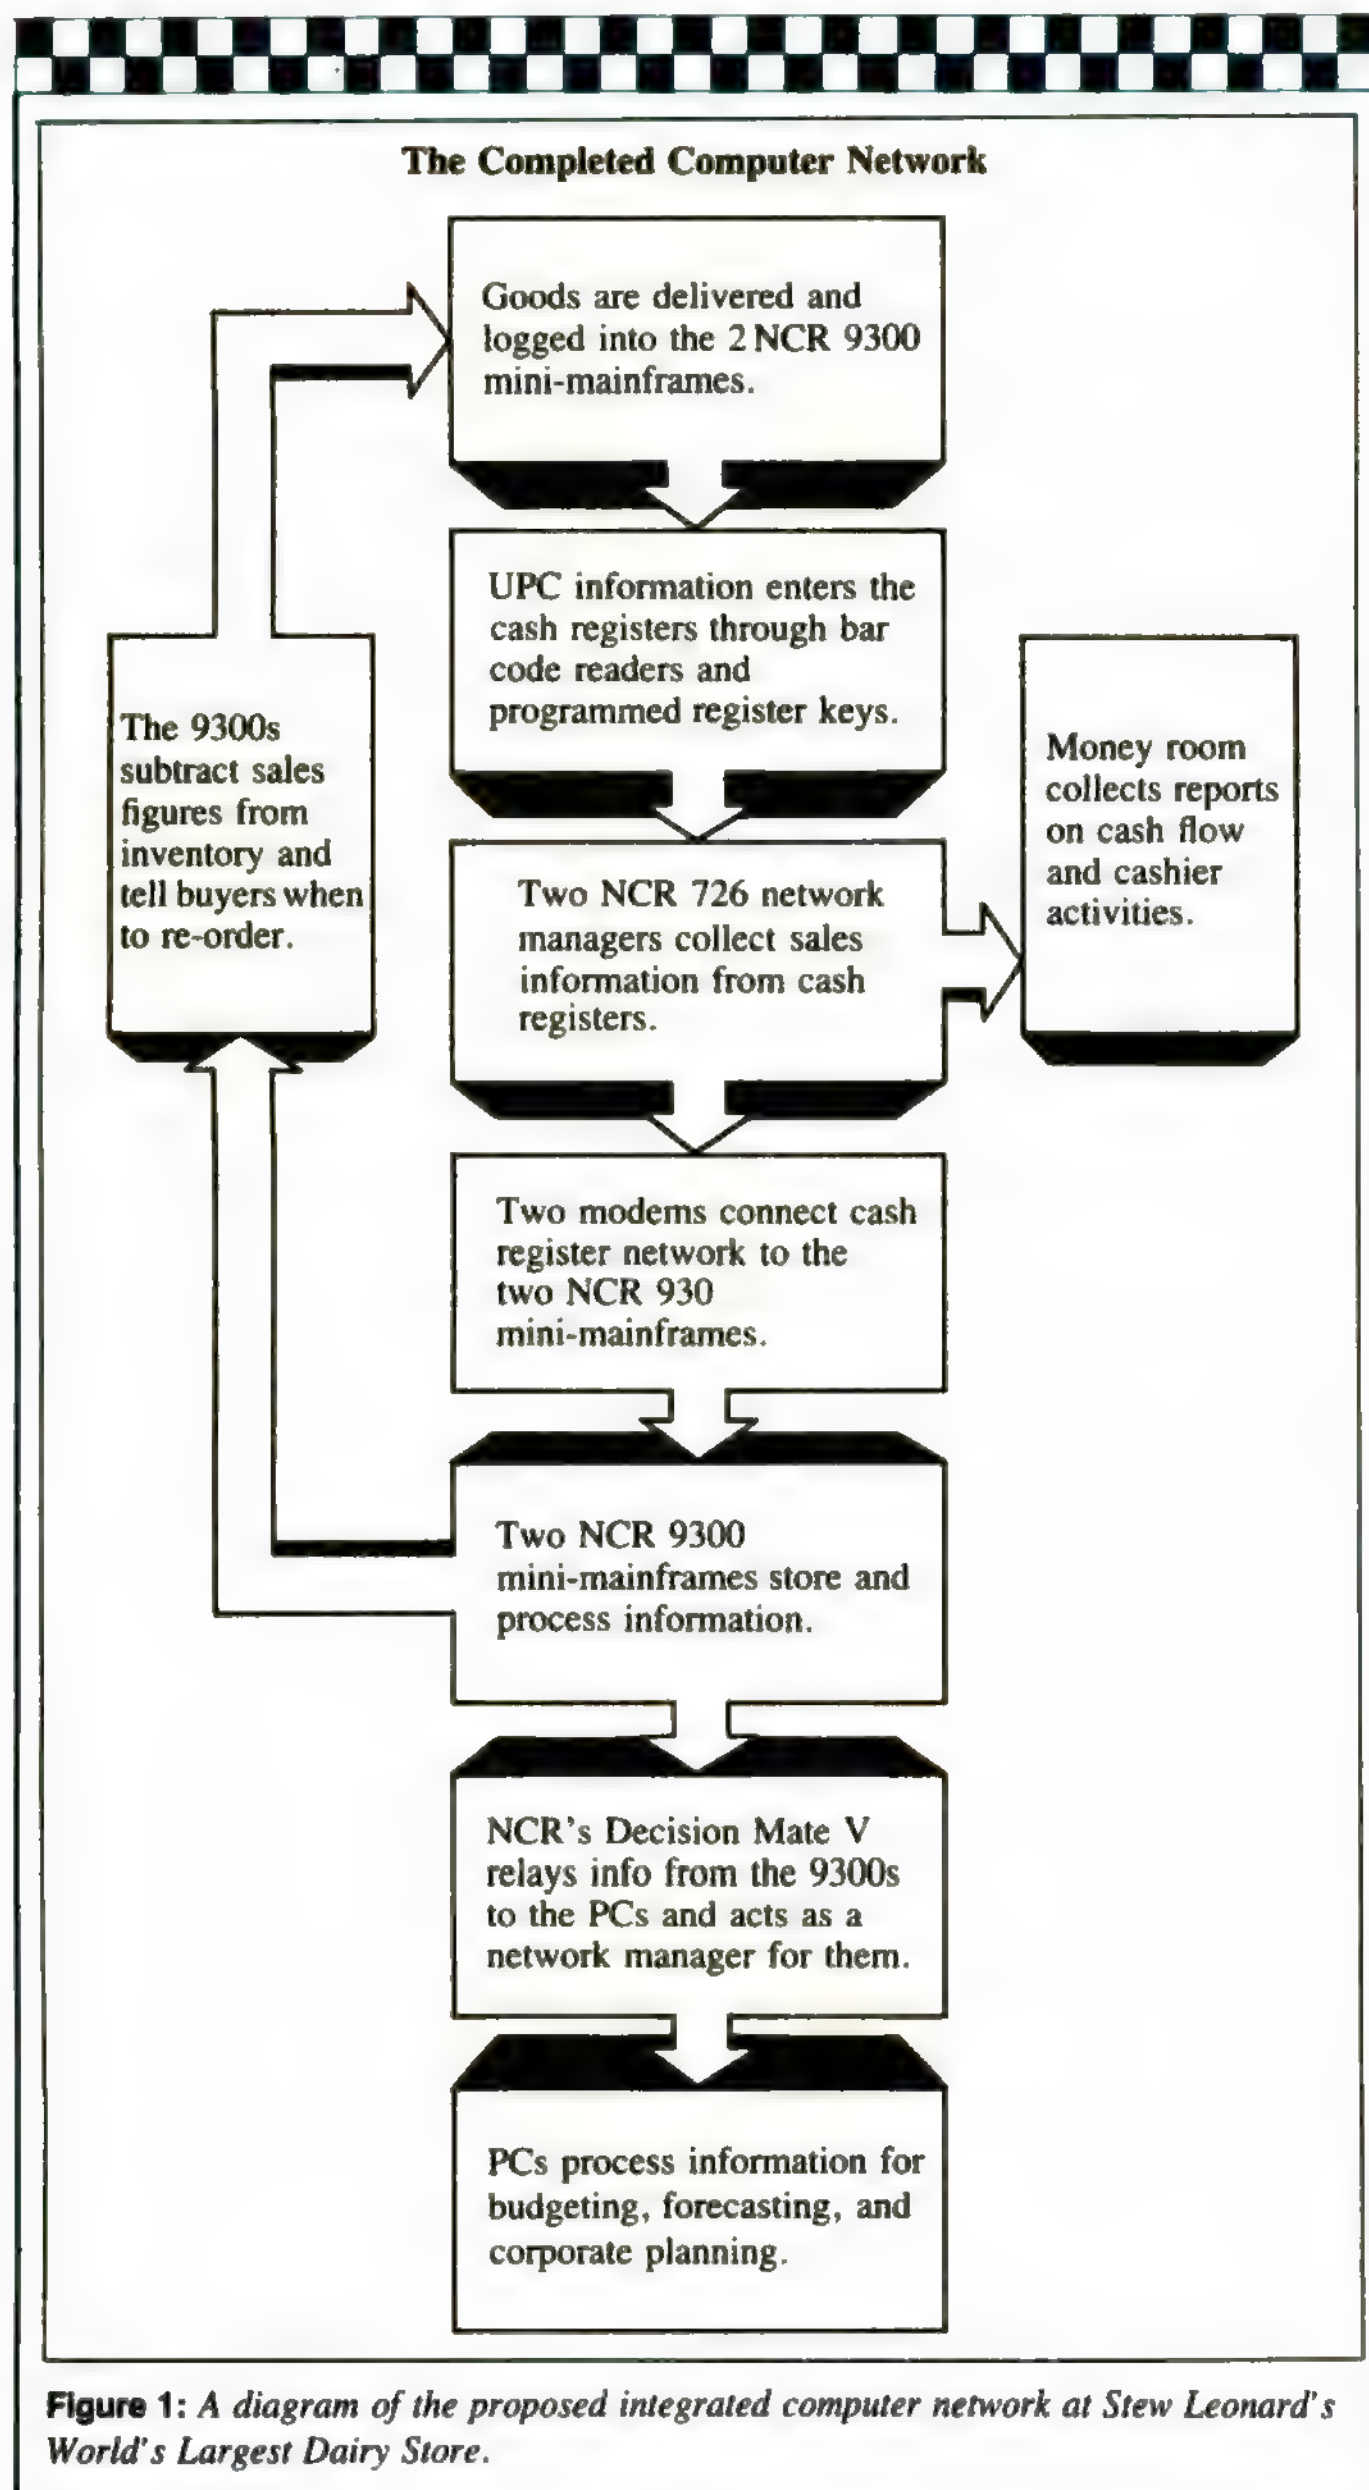 The Completed Computer Network
Goods are delivered and
logged into the 2 NCR 9300
mini-mainframes.
UPC information enters the
cash registers through bar
code readers and
programmed register keys.
The 9300s
subtract sales
figures from
inventory and
tell buyers when
to re-order.
Money room
collects reports
on cash flow
and cashier
activities.
Two NCR 726 network
managers collect sales
information from cash
registers.
Two modems connect cash
register network to the
two NCR 930
mini-mainframes.
Two NCR 9300
mini-mainframes store and
process information.
NCR's Decision Mate V
relays info from the 9300s
to the PCs and acts as a
network manager for them.
PCs process information for
budgeting, forecasting, and
corporate planning.
Figure 1: A diagram of the proposed integrated computer network at Stew Leonard's
World's Largest Dairy Store.